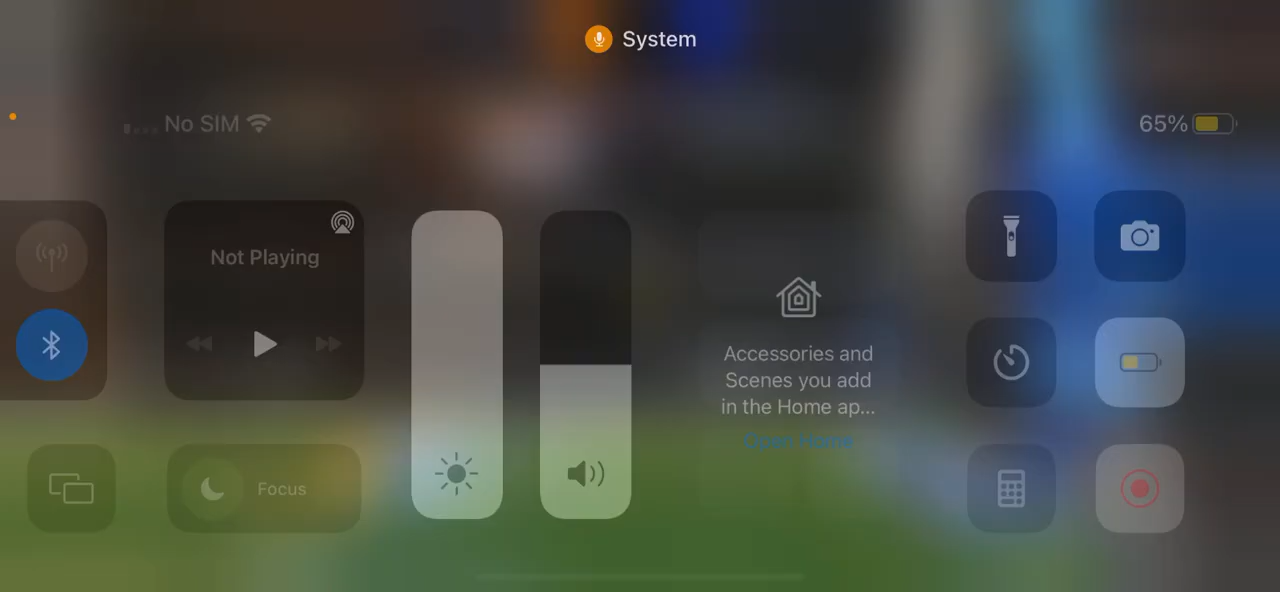 System
No SIM
65%
Not Playing
Accessories and
Scenes you add
in the Home ap...
Open Home
Focus